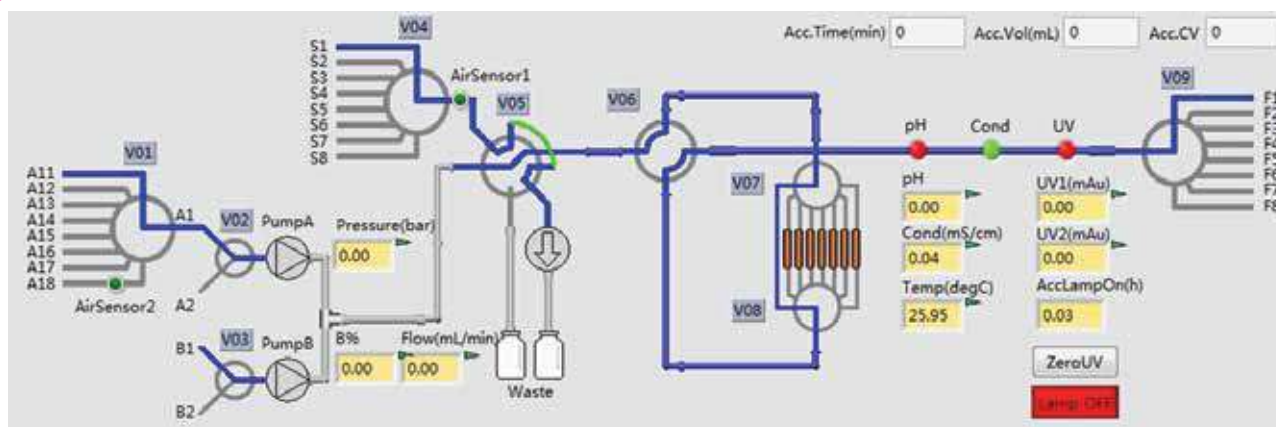 Acc.Time(min) 0 Acc.Vol(mL) 0 Acc.CV 0
V04
S1
S2
S3
S4
S5
S6
S7
S8
AirSensor1
V05
V06
V09
F1
F2
F3
F4
F5
F6
F7
F8
pH Cond UV
V01
A11
A12
A13
A14
A15
A16
A17
A18
AirSensor2
A1
V02
A2
PumpA
Pressure(bar)
0.00
V03
B1
B2
PumpB
B%
0.00
Flow(mL/min)
0.00
Waste
V07
V08
pH
0.00
Cond(mS/cm)
0.04
Temp(degC)
25.95
UV1(mAu)
0.00
UV2(mAu)
0.00
AccLampOn(h)
0.03
ZeroUV
Lamp OFF